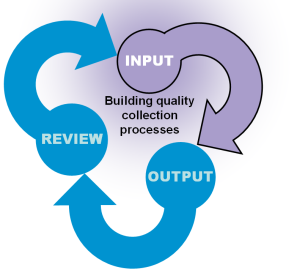 INPUT
Building quality
collection
processes
REVIEW
OUTPUT